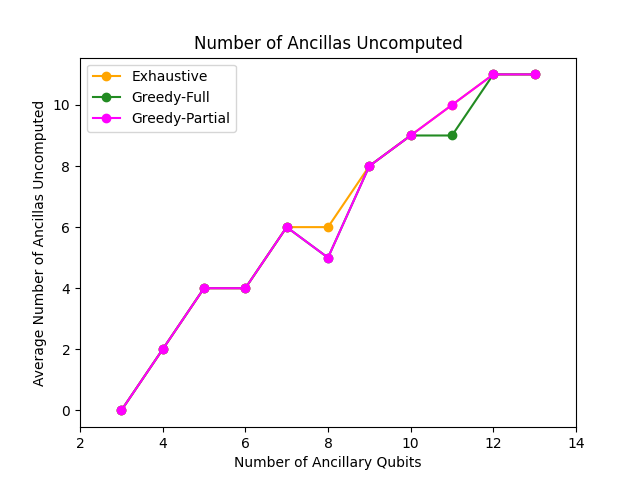 Number of Ancillas Uncomputed
Exhaustive
Greedy-Full
Greedy-Partial
Average Number of Ancillas Uncomputed
10
8
6
4
2
0
2 4 6 8 10 12 14
Number of Ancillary Qubits